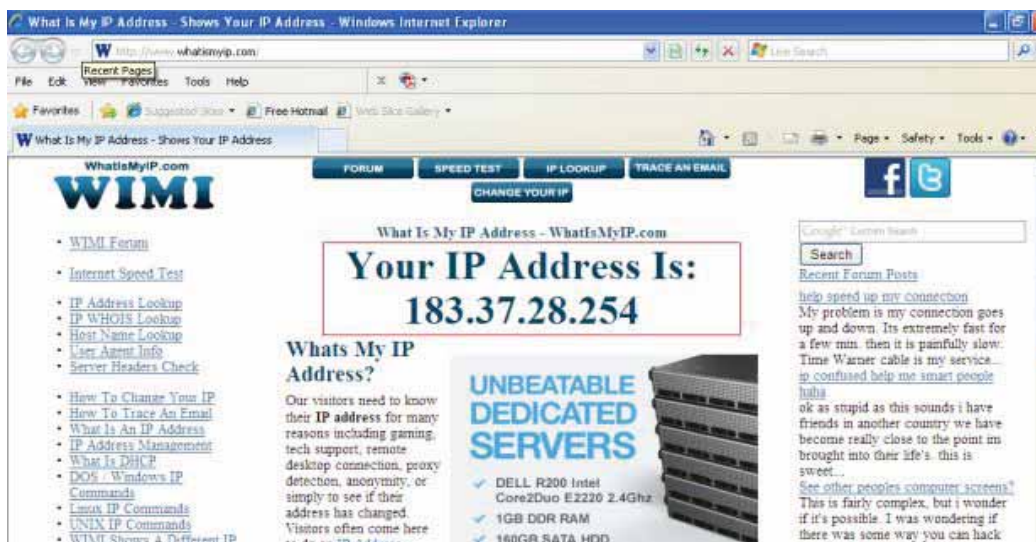 What Is My IP Address - Shows Your IP Address - Windows Internet Explorer
http://www.whatismyip.com/
Live Search
Recent Pages
File Edit View Favorites Tools Help
Favorites Suggested Sites Free Hotmail Web Slice Gallery
What Is My IP Address - Shows Your IP Address
Page Safety Tools
WhatIsMyIP.com
WIMI
FORUM
SPEED TEST
IP LOOKUP
TRACE AN EMAIL
CHANGE YOUR IP
WIMI Forum
Internet Speed Test
IP Address Lookup
IP WHOIS Lookup
Host Name Lookup
User Agent Info
Server Headers Check
How To Change Your IP
How To Trace An Email
What Is An IP Address
IP Address Management
What Is DHCP
DOS / Windows IP
Commands
Linux IP Commands
UNIX IP Commands
WIMI Shows A Different IP
What Is My IP Address - WhatIsMyIP.com
Your IP Address Is:
183.37.28.254
Whats My IP
Address?
Our visitors need to know
their IP address for many
reasons including gaming,
tech support, remote
desktop connection, proxy
detection, anonymity, or
simply to see if their
address has changed.
Visitors often come here
to do an IP Address
UNBEATABLE
DEDICATED
SERVERS
DELL R200 Intel
Core2Duo E2220 2.4Ghz
1GB DDR RAM
160GB SATA HDD
Google Custom Search
Search
Recent Forum Posts
help speed up my connection
My problem is my connection goes
up and down. Its extremely fast for
a few min. then it is painfully slow.
Time Warner cable is my service...
ip confused help me smart people
haha
ok as stupid as this sounds i have
friends in another country we have
become really close to the point im
brought into their life's. this is
sweet...
See other peoples computer screens?
This is fairly complex, but i wonder
if it's possible. I was wondering if
there was some way you can hack